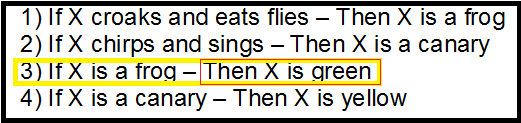 1) If X croaks and eats flies – Then X is a frog
2) If X chirps and sings – Then X is a canary
3) If X is a frog – Then X is green
4) If X is a canary – Then X is yellow